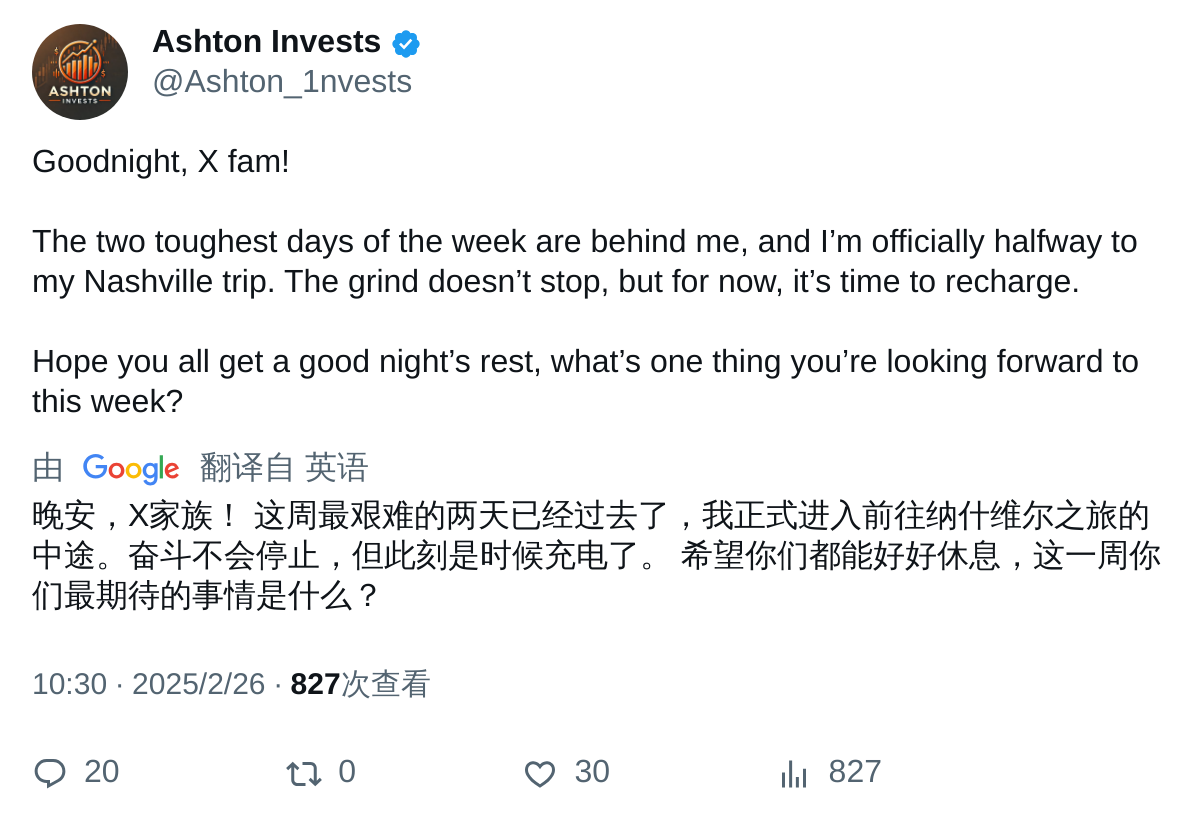 ASHTON
INVESTS
Ashton Invests
@Ashton_1nvests
Goodnight, X fam!
The two toughest days of the week are behind me, and I’m officially halfway to
my Nashville trip. The grind doesn’t stop, but for now, it’s time to recharge.
Hope you all get a good night’s rest, what’s one thing you’re looking forward to
this week?
由 Google 翻译自 英语
晚安，X家族！ 这周最艰难的两天已经过去了，我正式进入前往纳什维尔之旅的
中途。奋斗不会停止，但此刻是时候充电了。 希望你们都能好好休息，这一周你
们最期待的事情是什么？
10:30 · 2025/2/26 · 827次查看
20 0 30 827